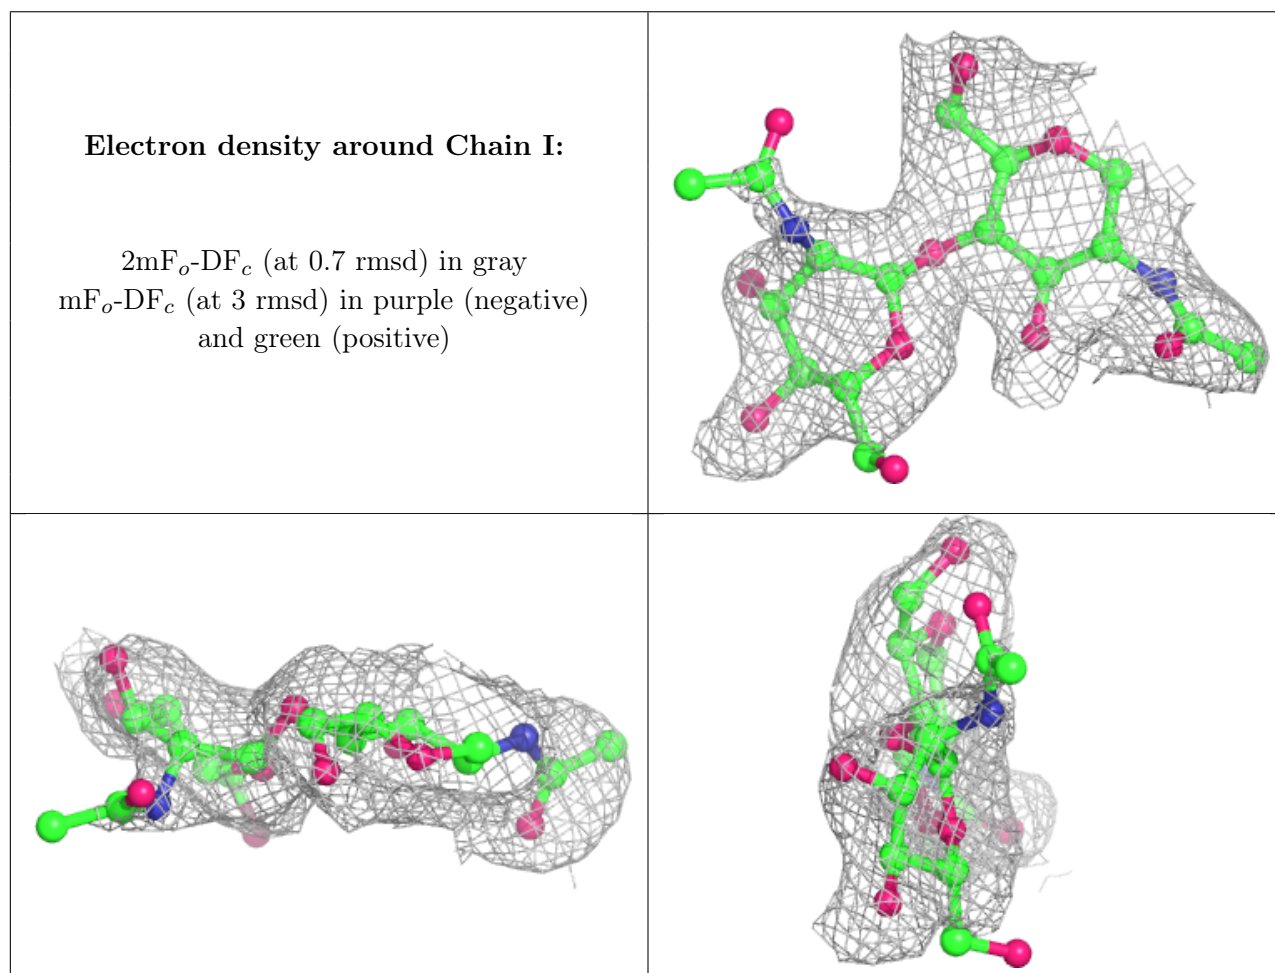 Electron density around Chain I:
2mFₒ-DF𝒸 (at 0.7 rmsd) in gray
mFₒ-DF𝒸 (at 3 rmsd) in purple (negative)
and green (positive)